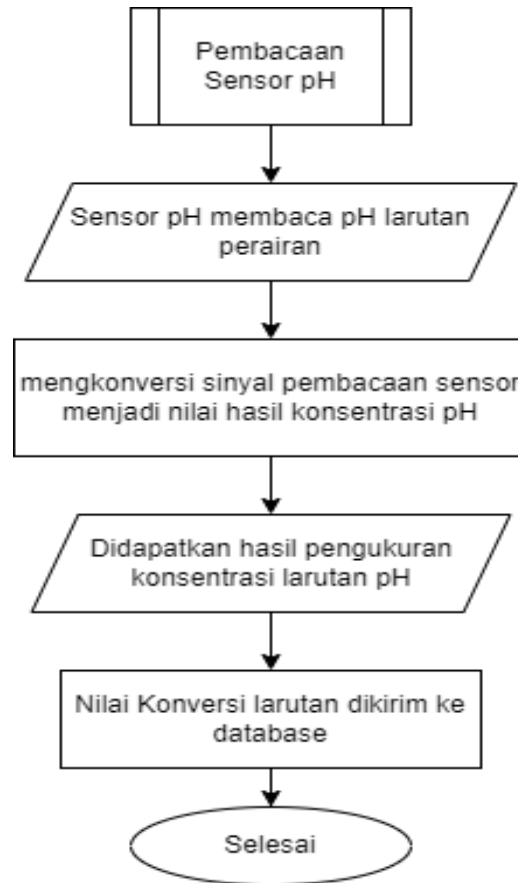 Pembacaan
Sensor pH
Sensor pH membaca pH larutan
perairan
mengkonversi sinyal pembacaan sensor
menjadi nilai hasil konsentrasi pH
Didapatkan hasil pengukuran
konsentrasi larutan pH
Nilai Konversi larutan dikirim ke
database
Selesai